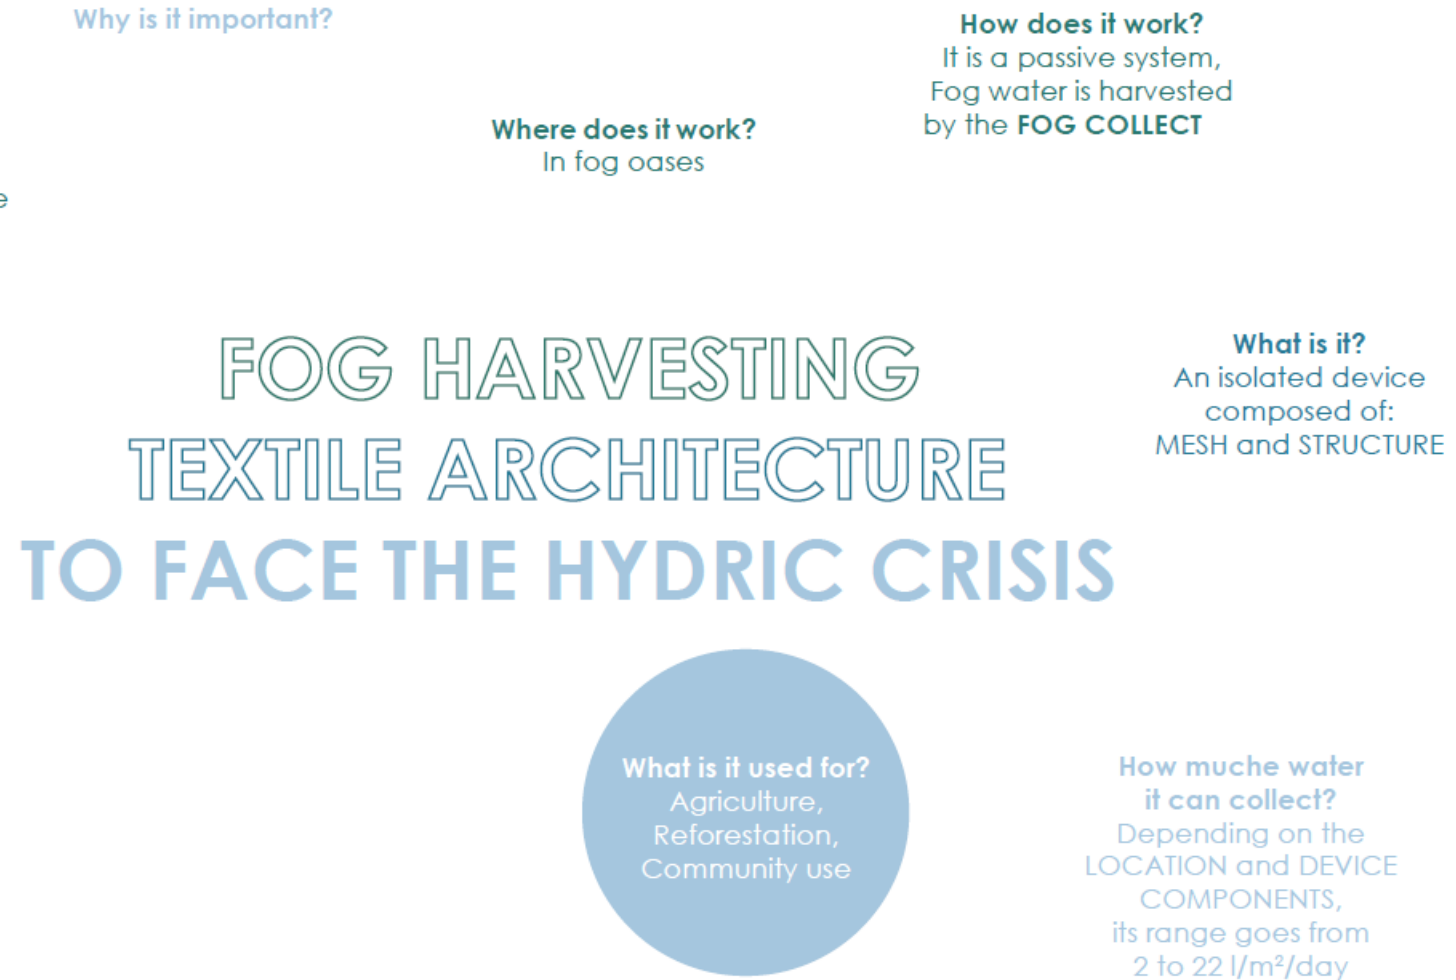 Why is it important?
How does it work?
It is a passive system,
Fog water is harvested
by the FOG COLLECT
Where does it work?
In fog oases
e
FOG HARVESTING
TEXTILE ARCHITECTURE
TO FACE THE HYDRIC CRISIS
What is it?
An isolated device
composed of:
MESH and STRUCTURE
What is it used for?
Agriculture,
Reforestation,
Community use
How muche water
it can collect?
Depending on the
LOCATION and DEVICE
COMPONENTS,
its range goes from
2 to 22 l/m²/day